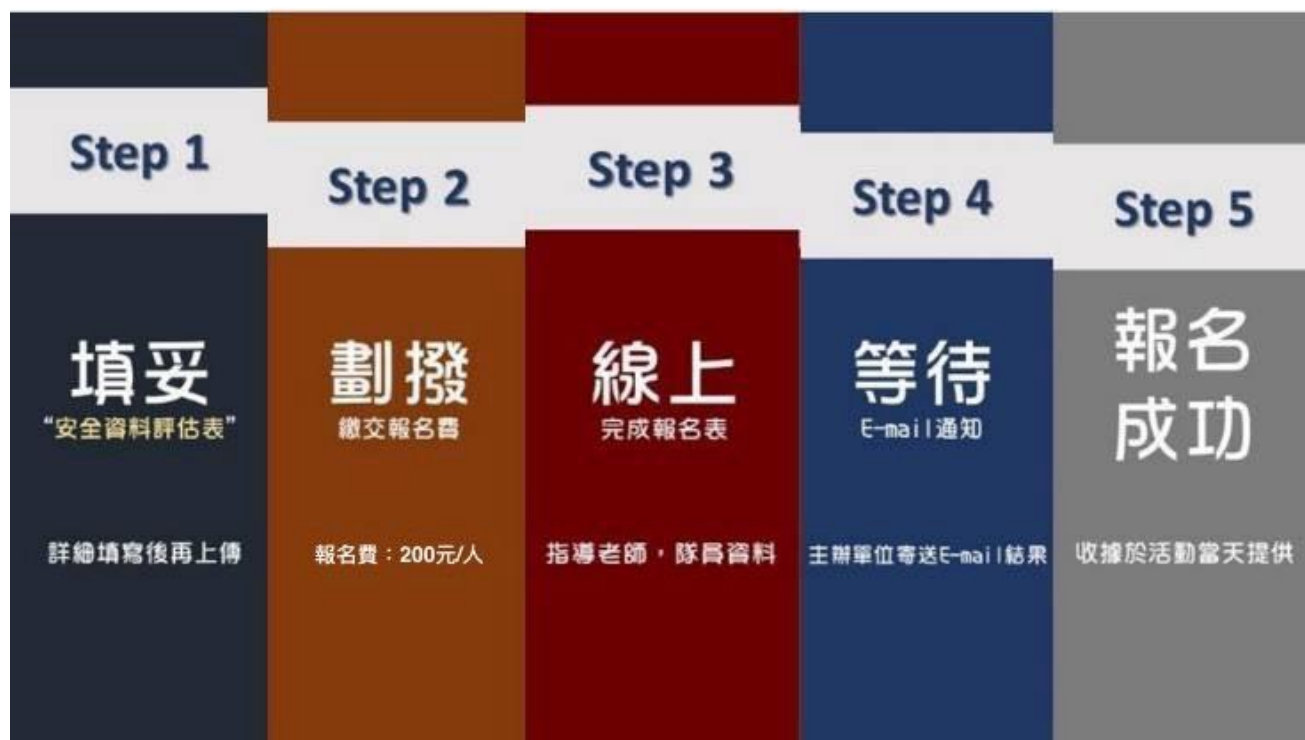 Step 1
填妥
“安全資料評估表”
詳細填寫後再上傳
Step 2
劃撥
繳交報名費
報名費：200元/人
Step 3
線上
完成報名表
指導老師，隊員資料
Step 4
等待
E-mail通知
主辦單位寄送E-mail結果
Step 5
報名
成功
收據於活動當天提供